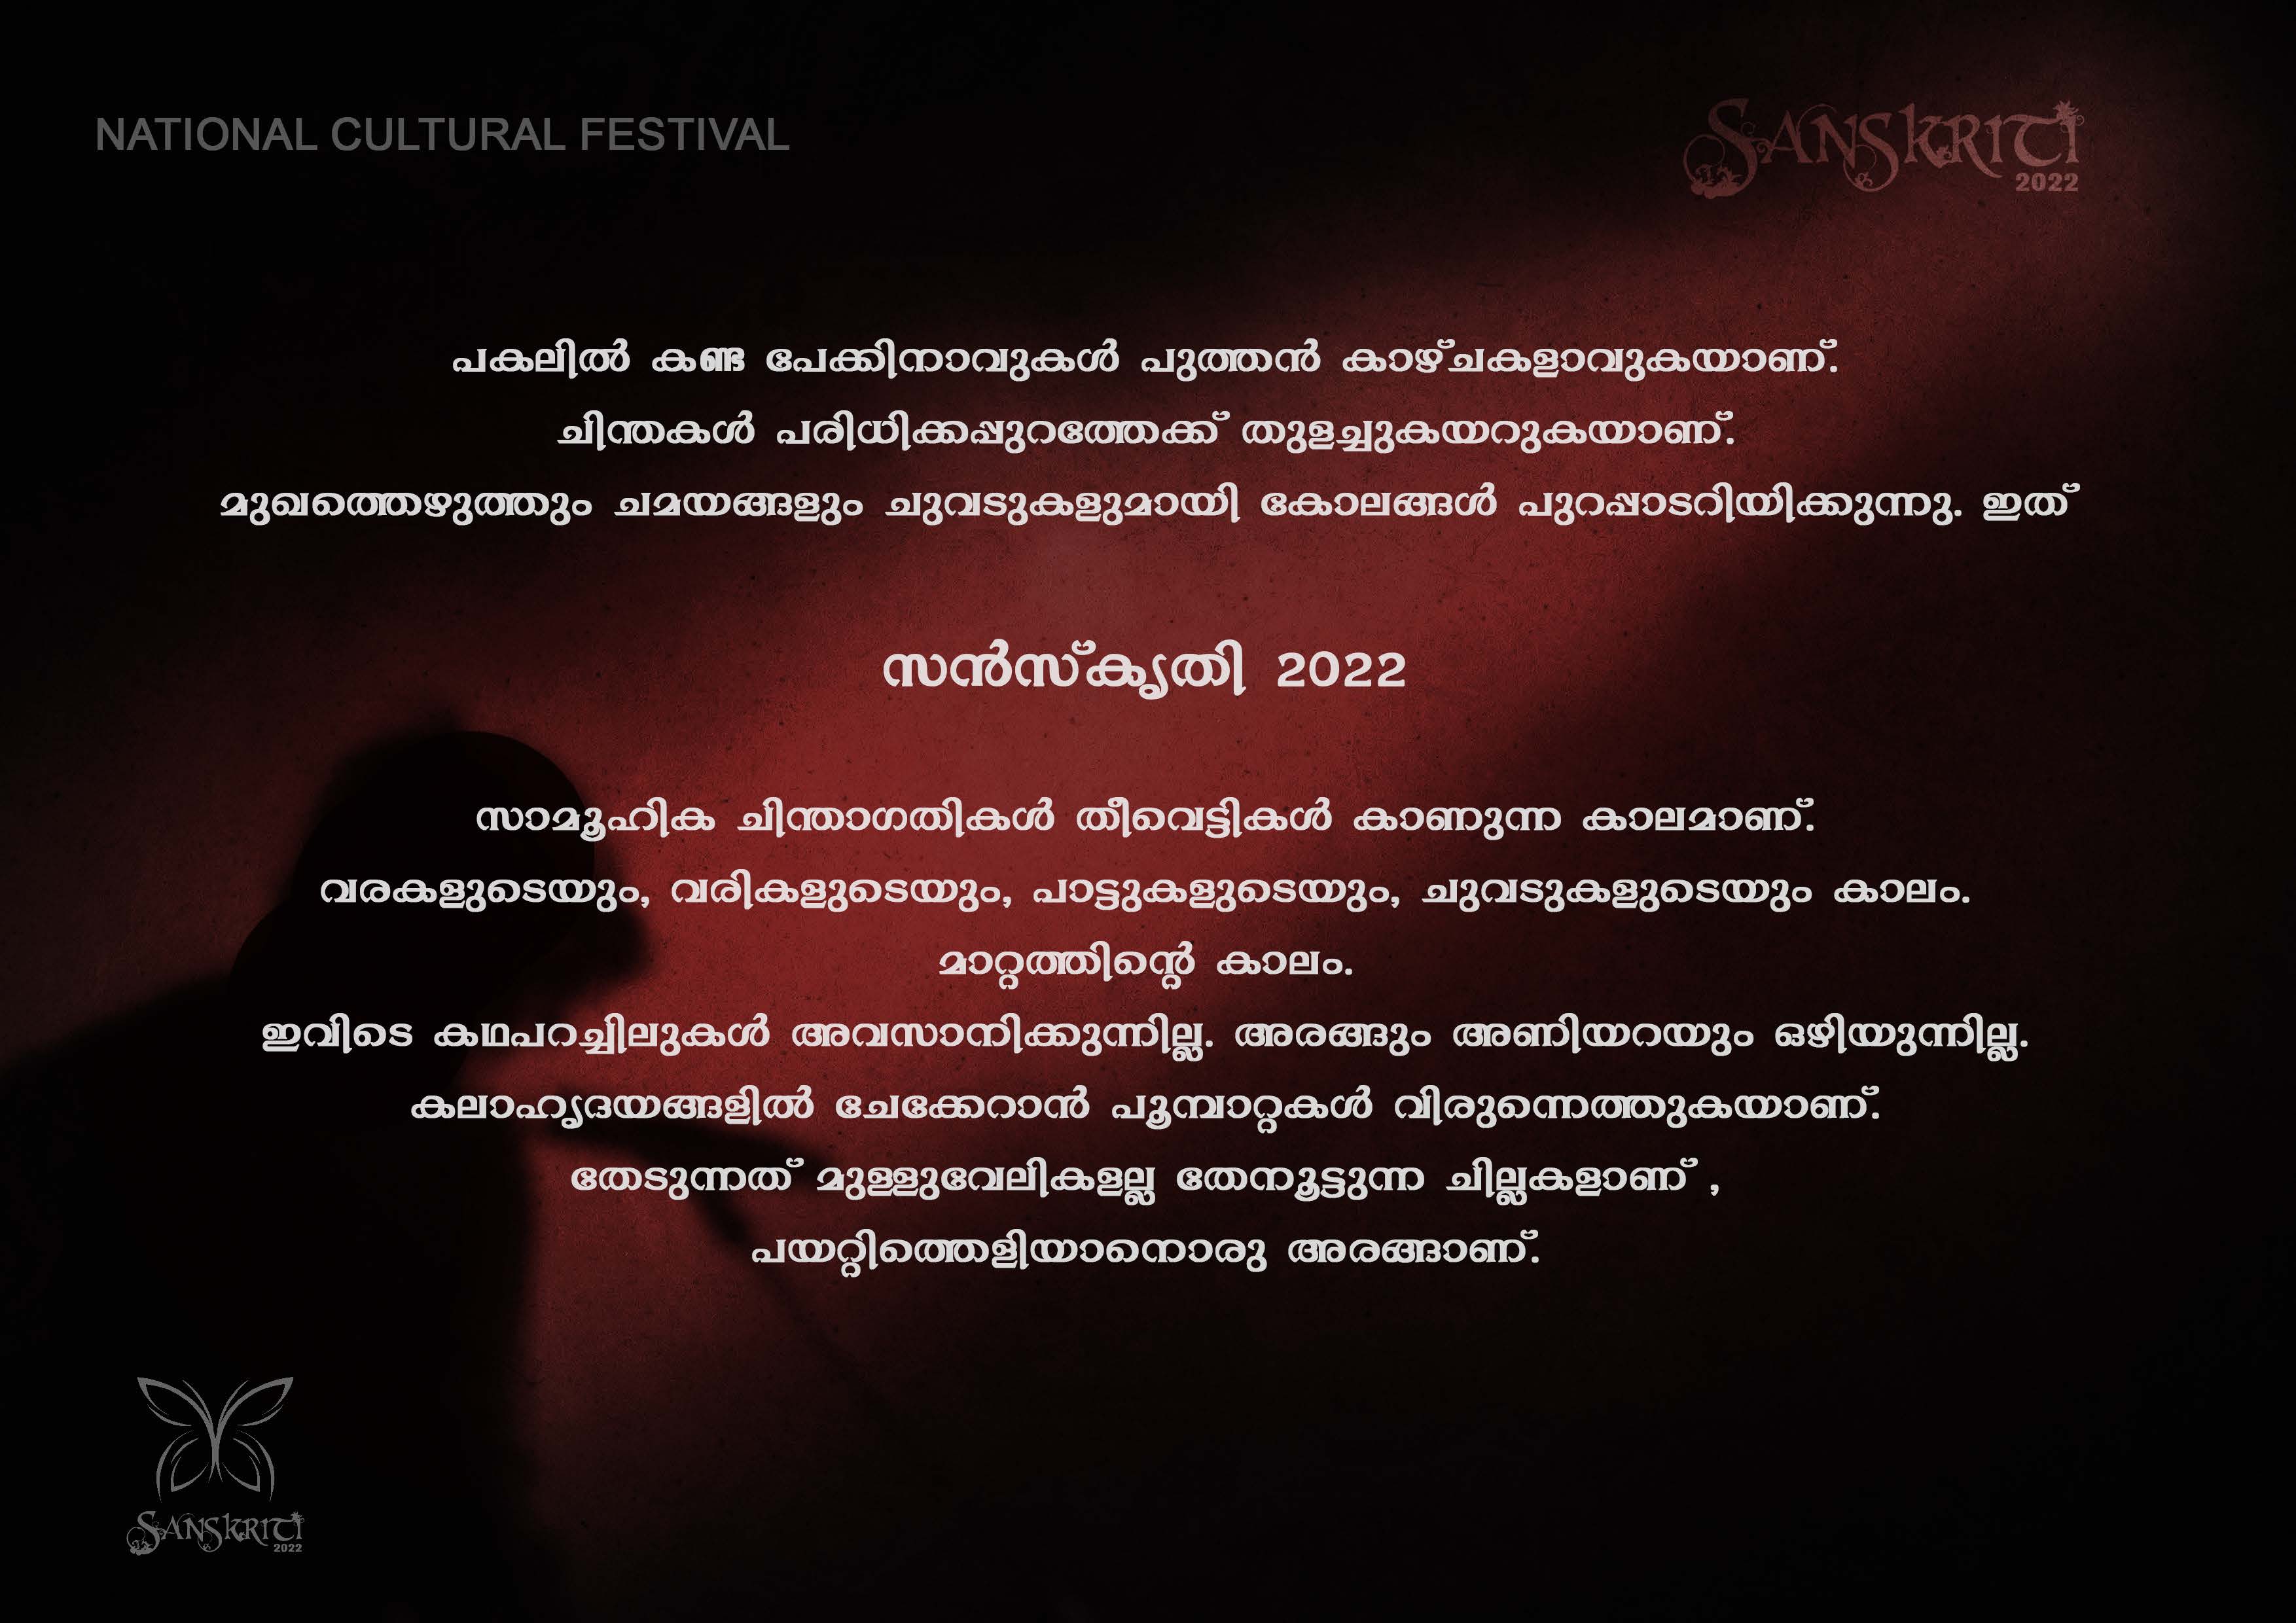 NATIONAL CULTURAL FESTIVAL
SANSKRITI
2022
പകലിൽ കണ്ട പേക്കിനാവുകൾ പുത്തൻ കാഴ്ചകളാവുകയാണ്.
ചിന്തകൾ പരിധിക്കപ്പുറത്തേക്ക് തുളച്ചുകയറുകയാണ്.
മുഖത്തെഴുത്തും ചമയങ്ങളും ചുവടുകളുമായി കോലങ്ങൾ പുറപ്പാടറിയിക്കുന്നു. ഇത്
സൻസ്കൃതി 2022
സാമൂഹിക ചിന്താഗതികൾ തീവെട്ടികൾ കാണുന്ന കാലമാണ്.
വരകളുടെയും, വരികളുടെയും, പാട്ടുകളുടെയും, ചുവടുകളുടെയും കാലം.
മാറ്റത്തിന്റെ കാലം.
ഇവിടെ കഥപറച്ചിലുകൾ അവസാനിക്കുന്നില്ല. അരങ്ങും അണിയറയും ഒഴിയുന്നില്ല.
കലാഹൃദയങ്ങളിൽ ചേക്കേറാൻ പൂമ്പാറ്റകൾ വിരുന്നെത്തുകയാണ്.
തേടുന്നത് മുള്ളുവേലികളല്ല തേനൂട്ടുന്ന ചില്ലകളാണ് ,
പയറ്റിത്തെളിയാനൊരു അരങ്ങാണ്.
SANSKRITI
2022